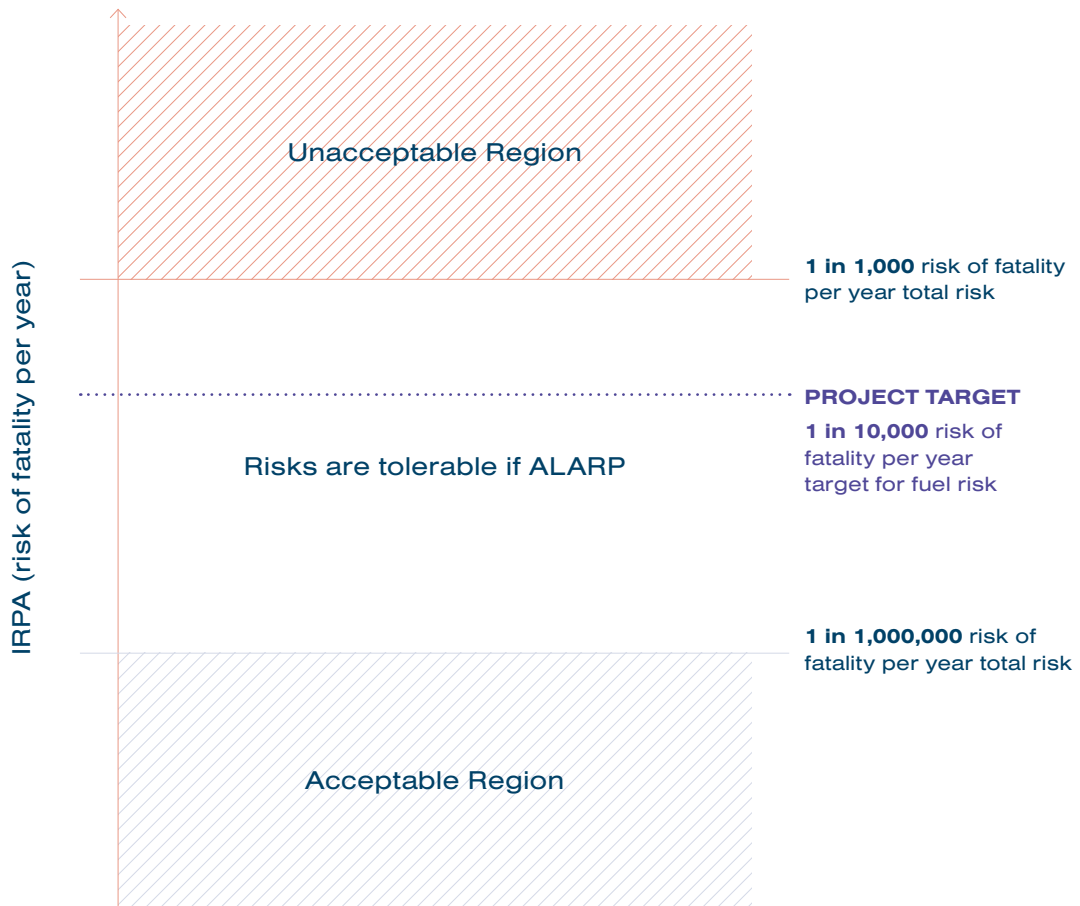 Unacceptable Region
1 in 1,000 risk of fatality
per year total risk
IRPA (risk of fatality per year)
PROJECT TARGET
1 in 10,000 risk of
fatality per year
target for fuel risk
Risks are tolerable if ALARP
1 in 1,000,000 risk of
fatality per year total risk
Acceptable Region